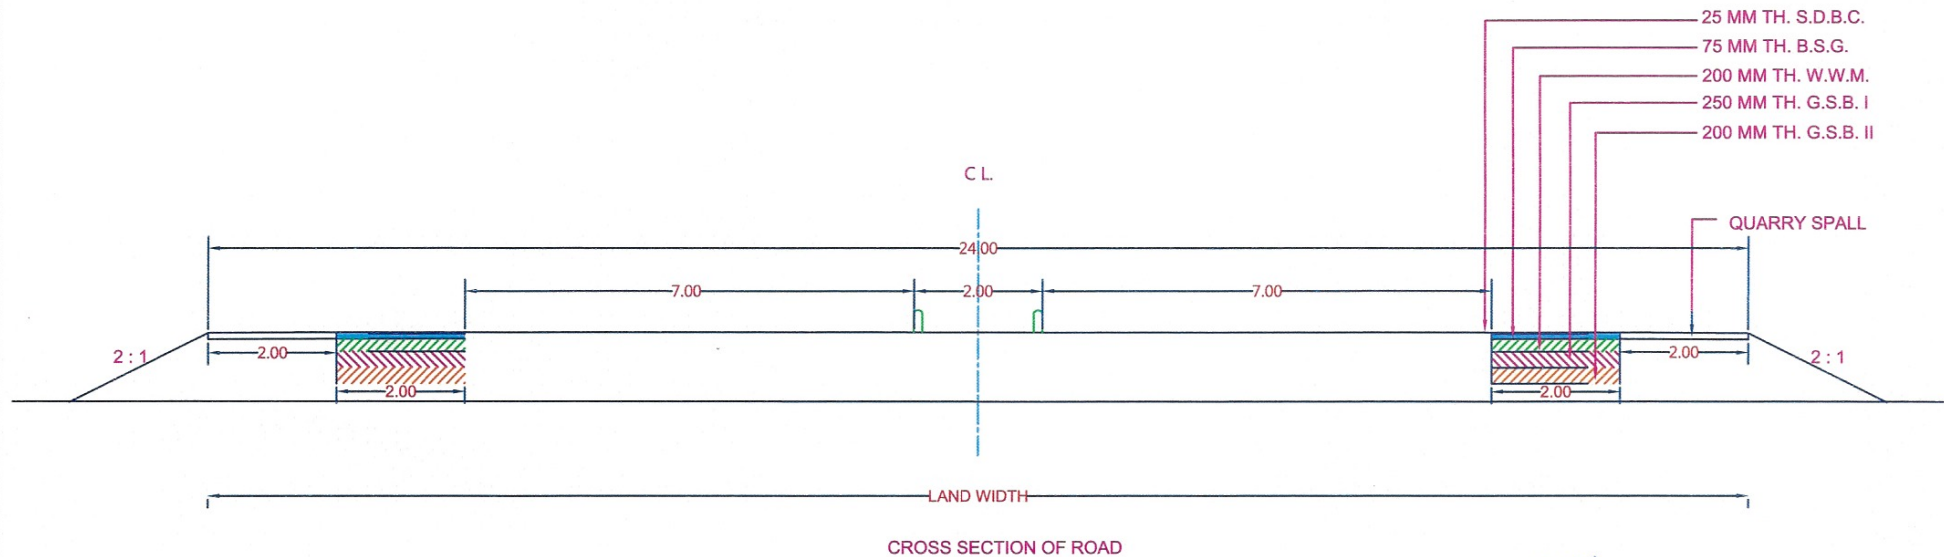 25 MM TH. S.D.B.C.
75 MM TH. B.S.G.
200 MM TH. W.W.M.
250 MM TH. G.S.B. I
200 MM TH. G.S.B. II
C L.
QUARRY SPALL
24.00
7.00
2.00
7.00
2 : 1
2.00
2.00
2.00
2.00
2 : 1
LAND WIDTH
CROSS SECTION OF ROAD